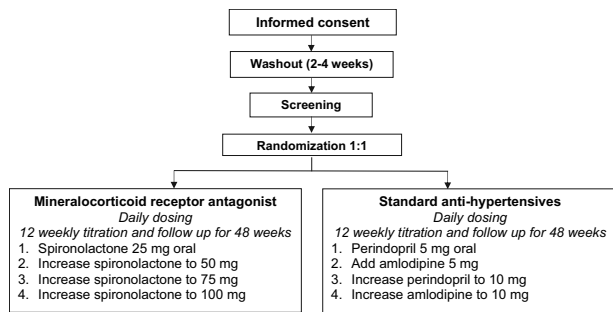 Informed consent
Washout (2-4 weeks)
Screening
Randomization 1:1
Mineralocorticoid receptor antagonist
Daily dosing
12 weekly titration and follow up for 48 weeks
1. Spironolactone 25 mg oral
2. Increase spironolactone to 50 mg
3. Increase spironolactone to 75 mg
4. Increase spironolactone to 100 mg
Standard anti-hypertensives
Daily dosing
12 weekly titration and follow up for 48 weeks
1. Perindopril 5 mg oral
2. Add amlodipine 5 mg
3. Increase perindopril to 10 mg
4. Increase amlodipine to 10 mg